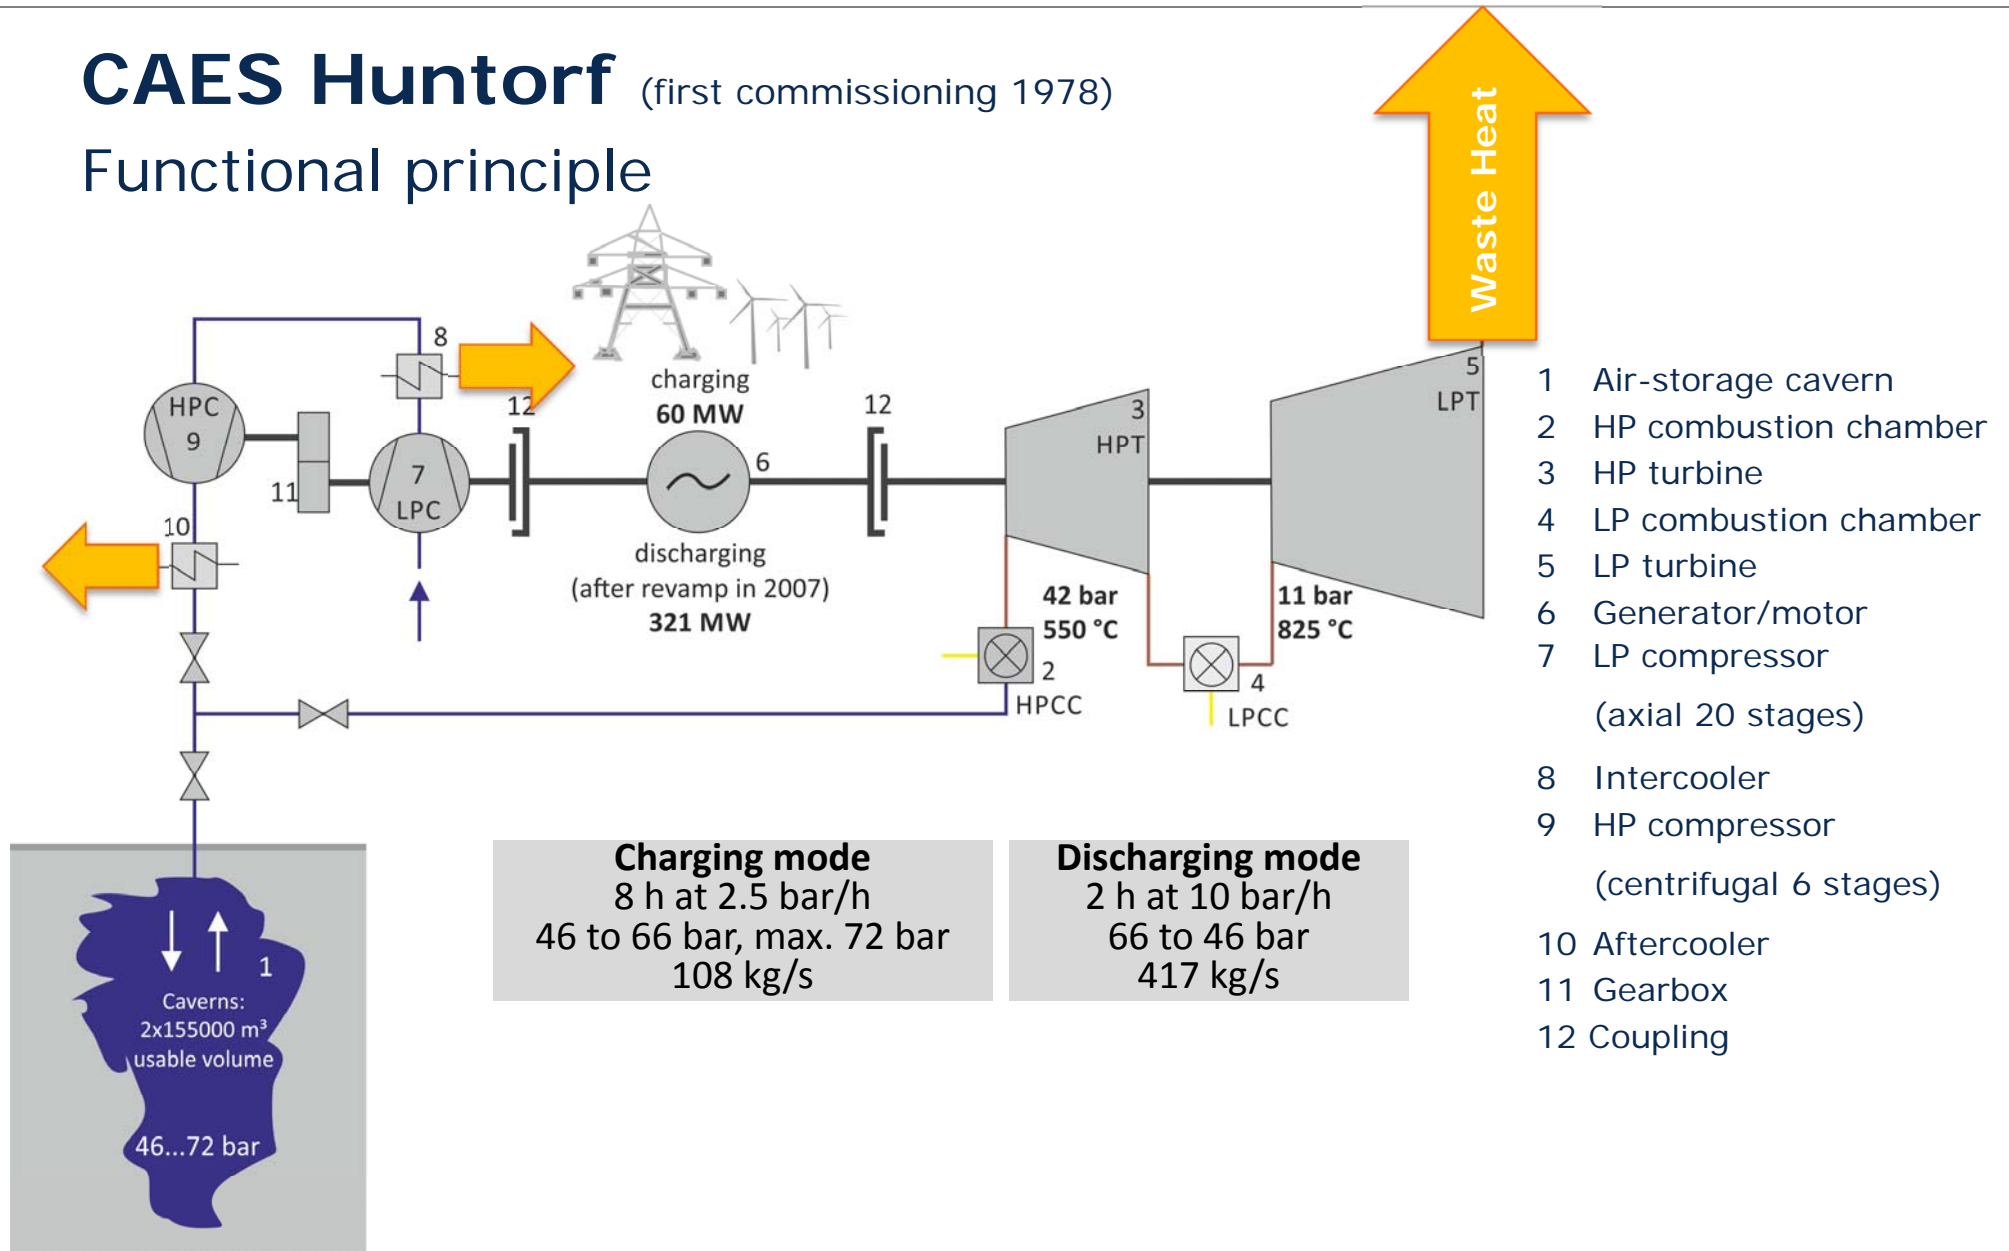 CAES Huntorf (first commissioning 1978)
Functional principle
Waste Heat
8
charging
60 MW
HPC
9
12
12
3
HPT
5
LPT
7
LPC
6
11
10
discharging
(after revamp in 2007)
321 MW
42 bar
550 °C
11 bar
825 °C
2
HPCC
4
LPCC
1 Air-storage cavern
2 HP combustion chamber
3 HP turbine
4 LP combustion chamber
5 LP turbine
6 Generator/motor
7 LP compressor
(axial 20 stages)
8 Intercooler
9 HP compressor
(centrifugal 6 stages)
10 Aftercooler
11 Gearbox
12 Coupling
Charging mode
8 h at 2.5 bar/h
46 to 66 bar, max. 72 bar
108 kg/s
Discharging mode
2 h at 10 bar/h
66 to 46 bar
417 kg/s
1
Caverns:
2x155000 m³
usable volume
46...72 bar